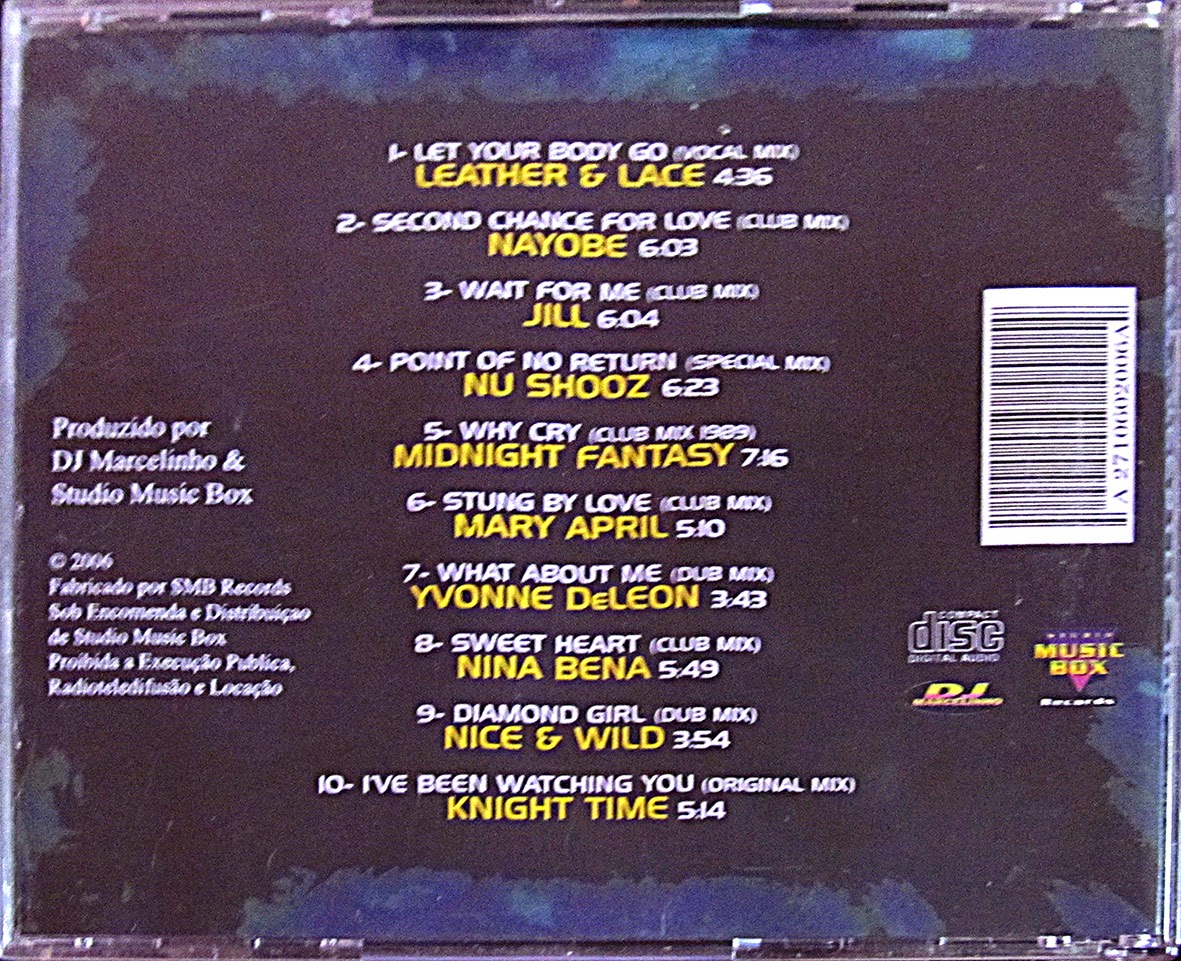 1- LET YOUR BODY GO (VOCAL MIX)
LEATHER & LACE 4:36
2- SECOND CHANCE FOR LOVE (CLUB MIX)
NAYOBE 6:03
3- WAIT FOR ME (CLUB MIX)
JILL 6:04
4- POINT OF NO RETURN (SPECIAL MIX)
NU SHOOZ 6:23
5- WHY CRY (CLUB MIX 1989)
MIDNIGHT FANTASY 7:16
6- STUNG BY LOVE (CLUB MIX)
MARY APRIL 5:10
7- WHAT ABOUT ME (DUB MIX)
YVONNE DeLEON 3:43
8- SWEET HEART (CLUB MIX)
NINA BENA 5:49
9- DIAMOND GIRL (DUB MIX)
NICE & WILD 3:54
10- I'VE BEEN WATCHING YOU (ORIGINAL MIX)
KNIGHT TIME 5:14
Produzido por
DJ Marcelinho &
Studio Music Box
© 2006
Fabricado por SMB Records
Sob Encomenda e Distribuiçao
de Studio Music Box
Proibida a Execução Publica,
Radioteledifusão e Locação
A 2710602006A
COMPACT
disc
DIGITAL AUDIO
DJ
MARCELINHO
STUDIO
MUSIC
BOX
Records